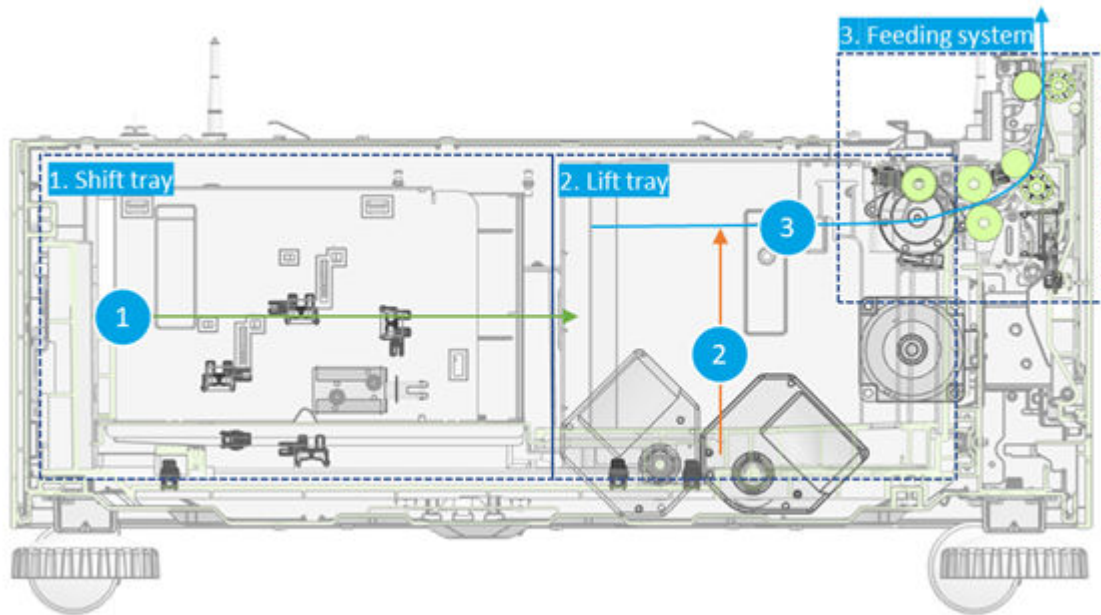 3. Feeding system
1. Shift tray
2. Lift tray
3
1
2